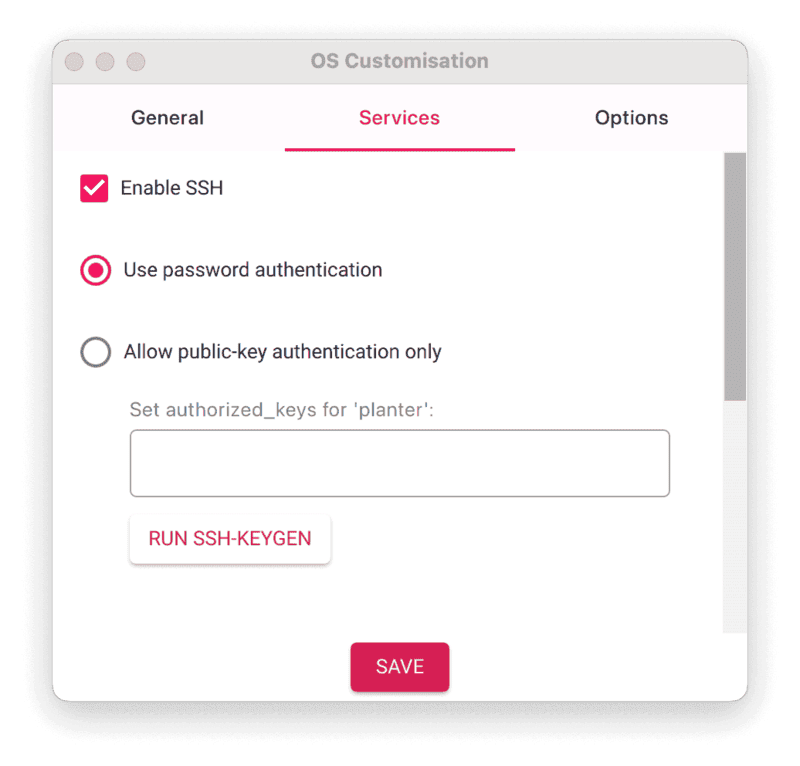 OS Customisation
General Services Options
Enable SSH
Use password authentication
Allow public-key authentication only
Set authorized_keys for 'planter':
RUN SSH-KEYGEN
SAVE